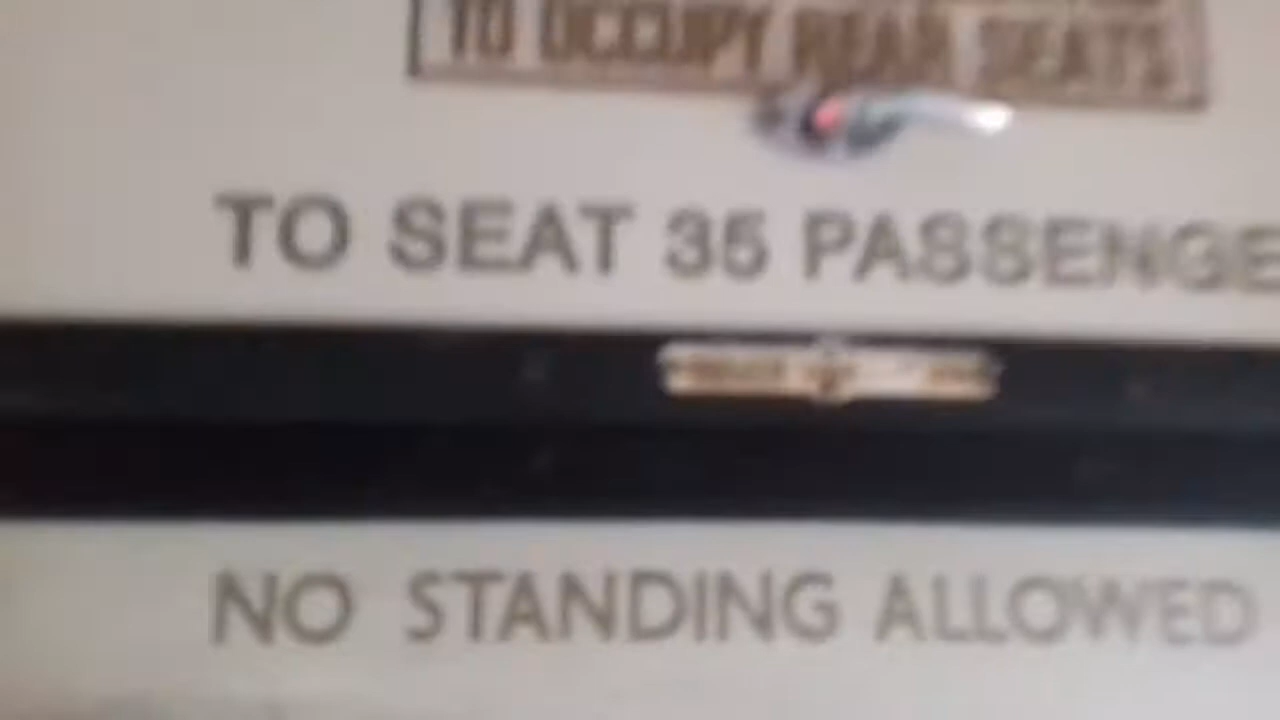 TO OCCUPY REAR SEATS
TO SEAT 35 PASSENGE
NO STANDING ALLOWED